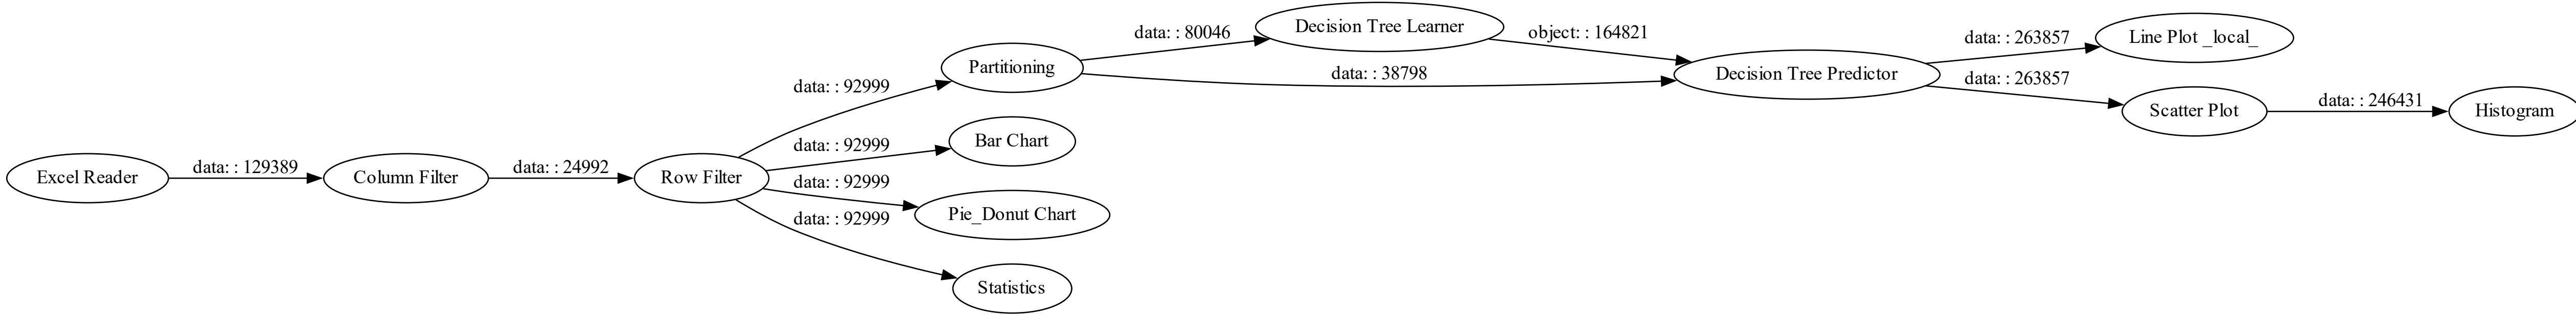 Excel Reader
data: : 129389
Column Filter
data: : 24992
Row Filter
data: : 92999
Partitioning
data: : 92999
Bar Chart
data: : 92999
Pie_Donut Chart
data: : 92999
Statistics
data: : 80046
Decision Tree Learner
object: : 164821
data: : 38798
Decision Tree Predictor
data: : 263857
Line Plot _local_
data: : 263857
Scatter Plot
data: : 246431
Histogram